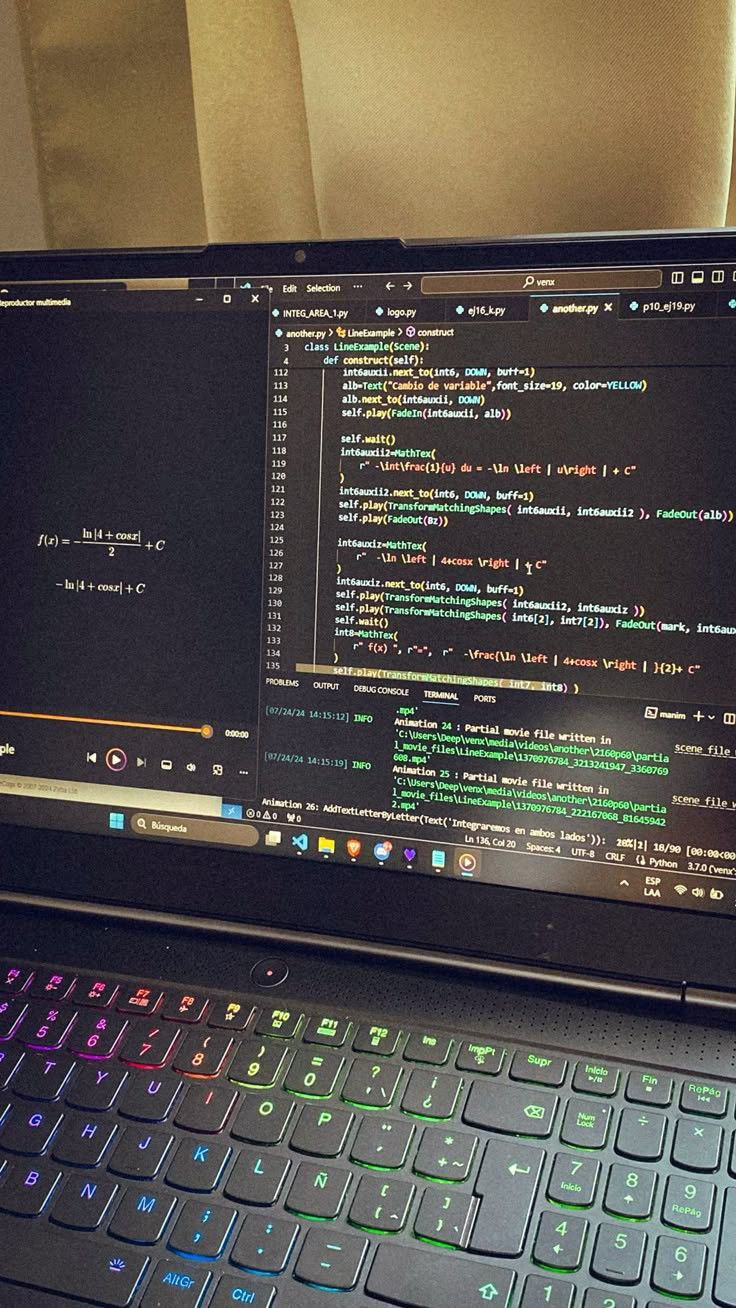 Reproductor multimedia
Edit Selection ··· ← → venx
INTEG_AREA_1.py logo.py ej16_k.py another.py × p10_ej19.py
another.py > LineExample > construct
3 class LineExample(Scene):
4 def construct(self):
112 int6auxii.next_to(int6, DOWN, buff=1)
113 alb=Text("Cambio de variable",font_size=19, color=YELLOW)
114 alb.next_to(int6auxii, DOWN)
115 self.play(FadeIn(int6auxii, alb))
116
117 self.wait()
118 int6auxii2=MathTex(
119 r" -\int\frac{1}{u} du = -\ln \left | u\right | + C"
120 )
121 int6auxii2.next_to(int6, DOWN, buff=1)
122 self.play(TransformMatchingShapes( int6auxii, int6auxii2 ), FadeOut(alb))
123 self.play(FadeOut(Bz))
124
125 int6auxiz=MathTex(
126 r" -\ln \left | 4+cosx \right | + C"
127 )
128 int6auxiz.next_to(int6, DOWN, buff=1)
129 self.play(TransformMatchingShapes( int6auxii2, int6auxiz ))
130 self.play(TransformMatchingShapes( int6[2], int7[2]), FadeOut(mark, int6au
131 self.wait()
132 int8=MathTex(
133 r" f(x) ", r"=", r" -\frac{\ln \left | 4+cosx \right | }{2}+ C"
134 )
135 self.play(TransformMatchingShapes( int7, int8) )
f(x) = − ln |4 + cosx| / 2 + C
− ln |4 + cosx| + C
PROBLEMS OUTPUT DEBUG CONSOLE TERMINAL PORTS
manim
.mp4'
[07/24/24 14:15:12] INFO Animation 24 : Partial movie file written in scene_file_
'C:\Users\Deep\venx\media\videos\another\2160p60\partia
l_movie_files\LineExample\1370976784_3213241947_3360769
608.mp4'
[07/24/24 14:15:19] INFO Animation 25 : Partial movie file written in scene_file_w
'C:\Users\Deep\venx\media\videos\another\2160p60\partia
l_movie_files\LineExample\1370976784_222167068_81645942
2.mp4'
Animation 26: AddTextLetterByLetter(Text('Integraremos en ambos lados')): 20%|2| 18/90 [00:00<00
0:00:00
ple
© 2007-2024
0 0 0
Ln 136, Col 20 Spaces: 4 UTF-8 CRLF Python 3.7.0 ('venx'
Búsqueda
ESP
LAA
F4 F5 F6 F7 F8 F9 F10 F11 F12 Ins ImpPt Supr Inicio Fin RePág
$ % 5 & 6 / 7 ( 8 ) 9 = 0 ? ' \ ¡ ¿ Num Lock ÷ ×
T Y U I O P ¨ ´ * + ~ 7 Inicio 8 9 RePág
G H J K L Ñ [ { ^ ] } ` 4 5 6
B N M ; , : . _ - 1 2 3
AltGr Ctrl